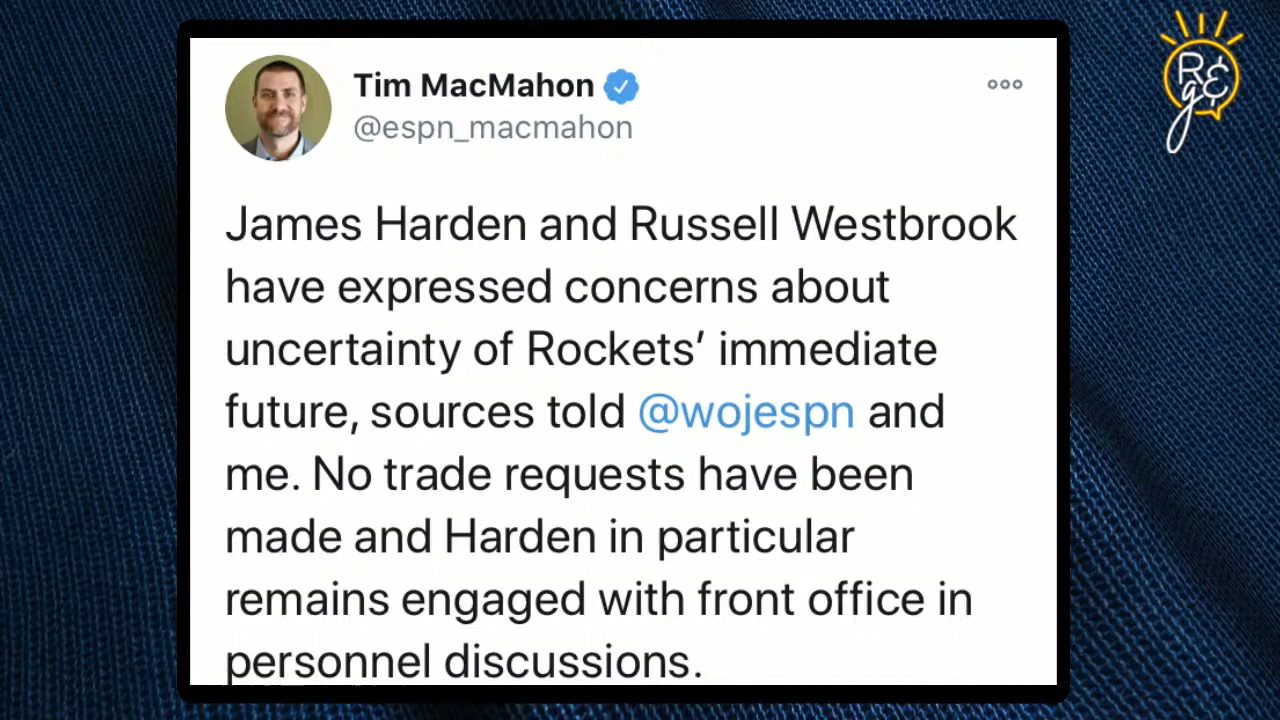 Tim MacMahon
@espn_macmahon
James Harden and Russell Westbrook
have expressed concerns about
uncertainty of Rockets’ immediate
future, sources told @wojespn and
me. No trade requests have been
made and Harden in particular
remains engaged with front office in
personnel discussions.
R&
g